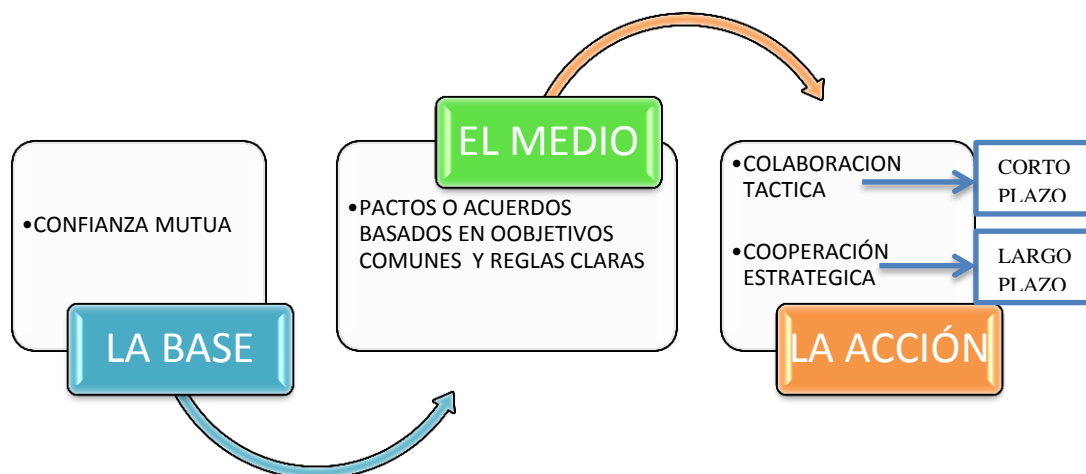 LA BASE
•CONFIANZA MUTUA
EL MEDIO
•PACTOS O ACUERDOS
BASADOS EN OOBJETIVOS
COMUNES Y REGLAS CLARAS
LA ACCIÓN
•COLABORACION
TACTICA
CORTO
PLAZO
•COOPERACIÓN
ESTRATEGICA
LARGO
PLAZO